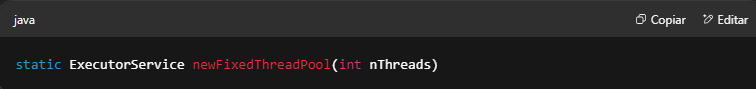 java Copiar Editar
static ExecutorService newFixedThreadPool(int nThreads)